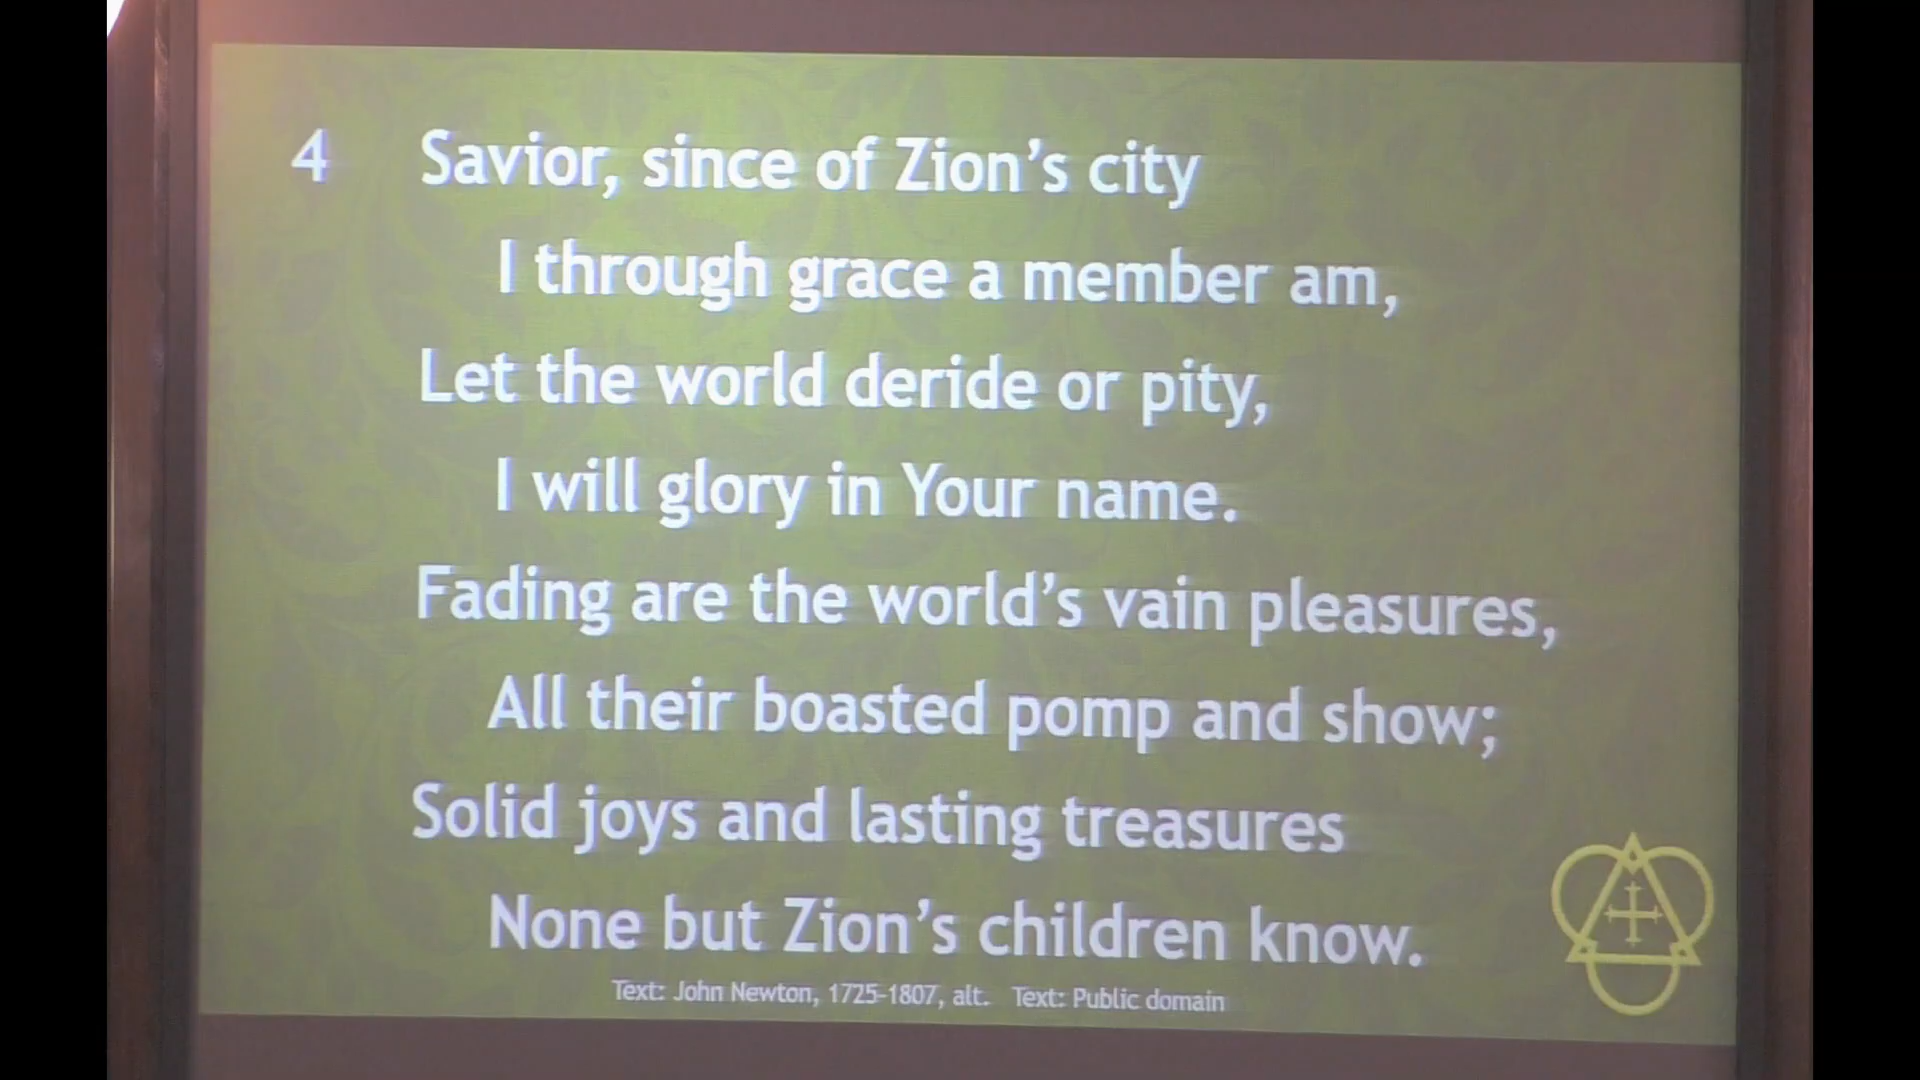 4 Savior, since of Zion’s city
I through grace a member am,
Let the world deride or pity,
I will glory in Your name.
Fading are the world’s vain pleasures,
All their boasted pomp and show;
Solid joys and lasting treasures
None but Zion’s children know.
Text: John Newton, 1725-1807, alt. Text: Public domain